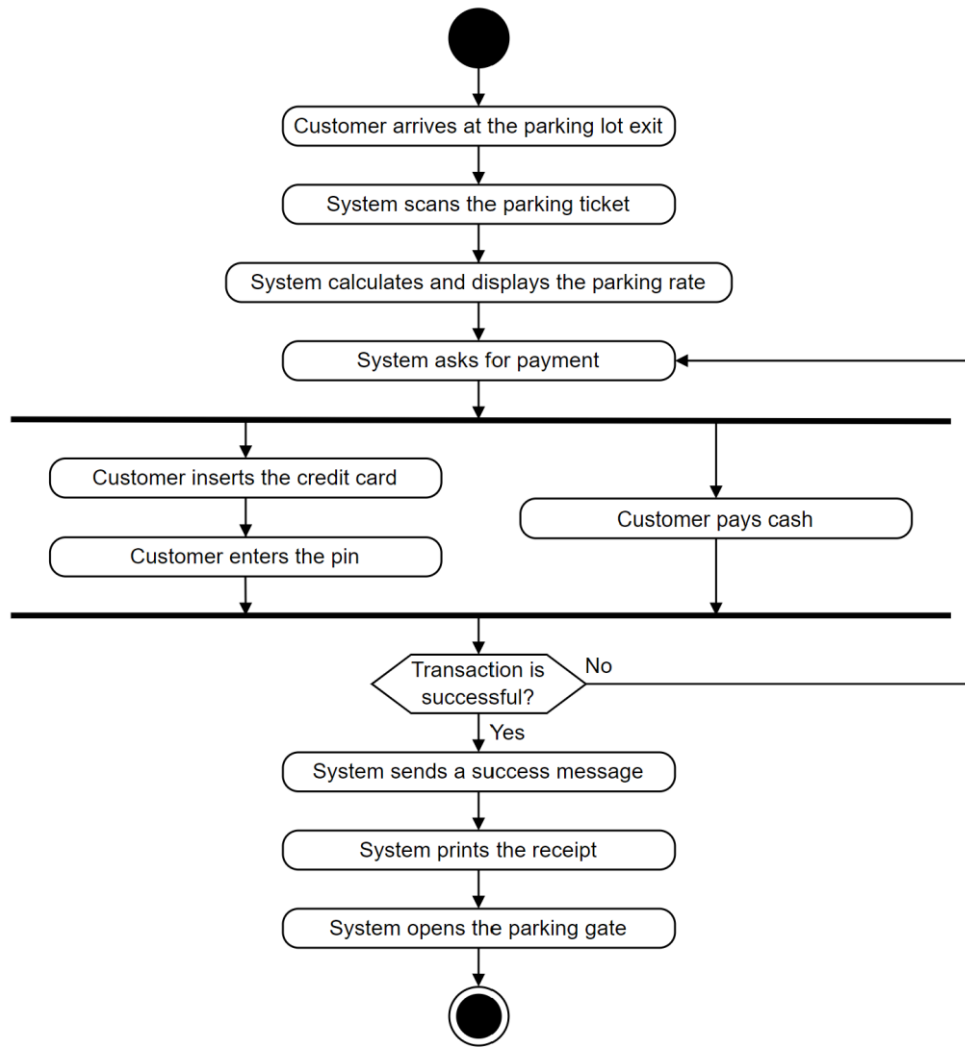 Customer arrives at the parking lot exit
System scans the parking ticket
System calculates and displays the parking rate
System asks for payment
Customer inserts the credit card
Customer pays cash
Customer enters the pin
Transaction is
successful?
No
Yes
System sends a success message
System prints the receipt
System opens the parking gate